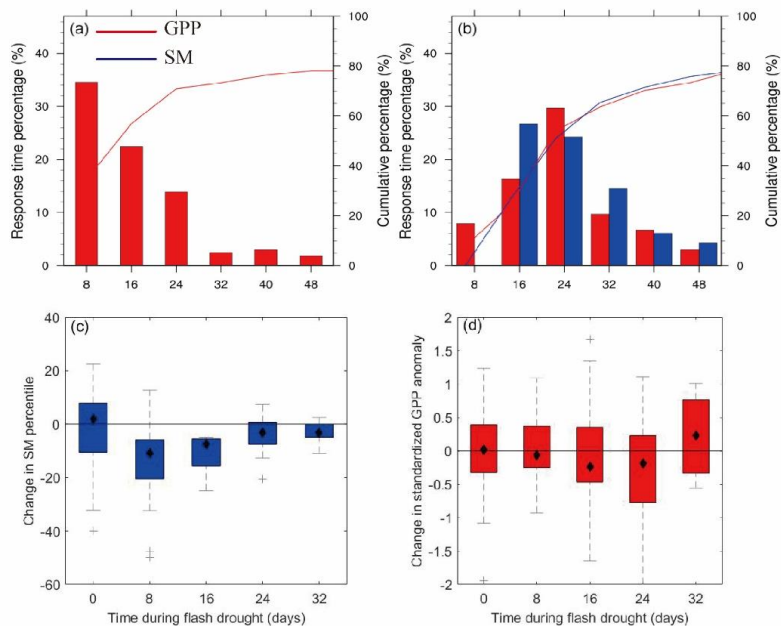 (a)
GPP
SM
Response time percentage (%)
40
30
20
10
0
8 16 24 32 40 48
100
80
60
40
20
0
Cumulative percentage (%)
(b)
Response time percentage (%)
40
30
20
10
0
8 16 24 32 40 48
100
80
60
40
20
0
Cumulative percentage (%)
(c)
Change in SM percentile
40
20
0
-20
-40
-60
0 8 16 24 32
Time during flash drought (days)
(d)
Change in standardized GPP anomaly
2
1.5
1
0.5
0
-0.5
-1
-1.5
-2
0 8 16 24 32
Time during flash drought (days)